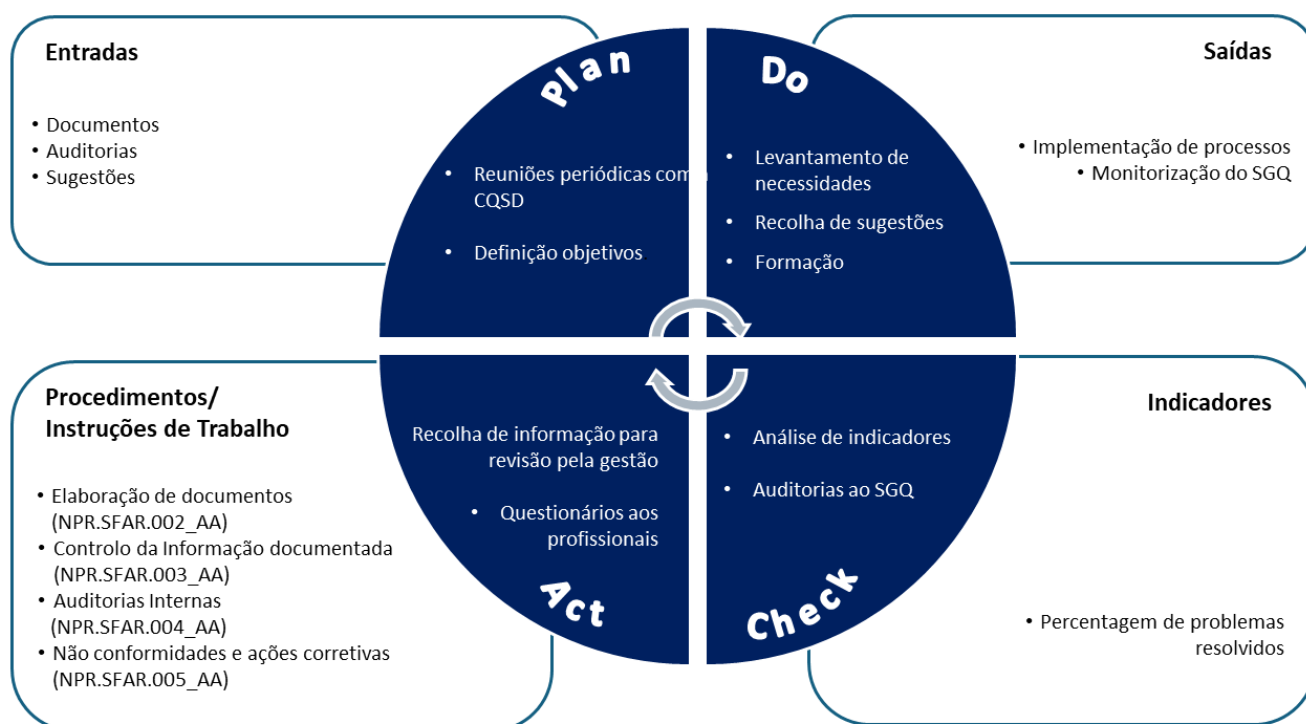 Entradas
• Documentos
• Auditorias
• Sugestões
Plan
• Reuniões periódicas com a
CQSD
• Definição objetivos.
Do
• Levantamento de
necessidades
• Recolha de sugestões
• Formação
Saídas
• Implementação de processos
• Monitorização do SGQ
Procedimentos/
Instruções de Trabalho
• Elaboração de documentos
(NPR.SFAR.002_AA)
• Controlo da Informação documentada
(NPR.SFAR.003_AA)
• Auditorias Internas
(NPR.SFAR.004_AA)
• Não conformidades e ações corretivas
(NPR.SFAR.005_AA)
Recolha de informação para
revisão pela gestão
• Questionários aos
profissionais
Act
• Análise de indicadores
• Auditorias ao SGQ
Check
Indicadores
• Percentagem de problemas
resolvidos